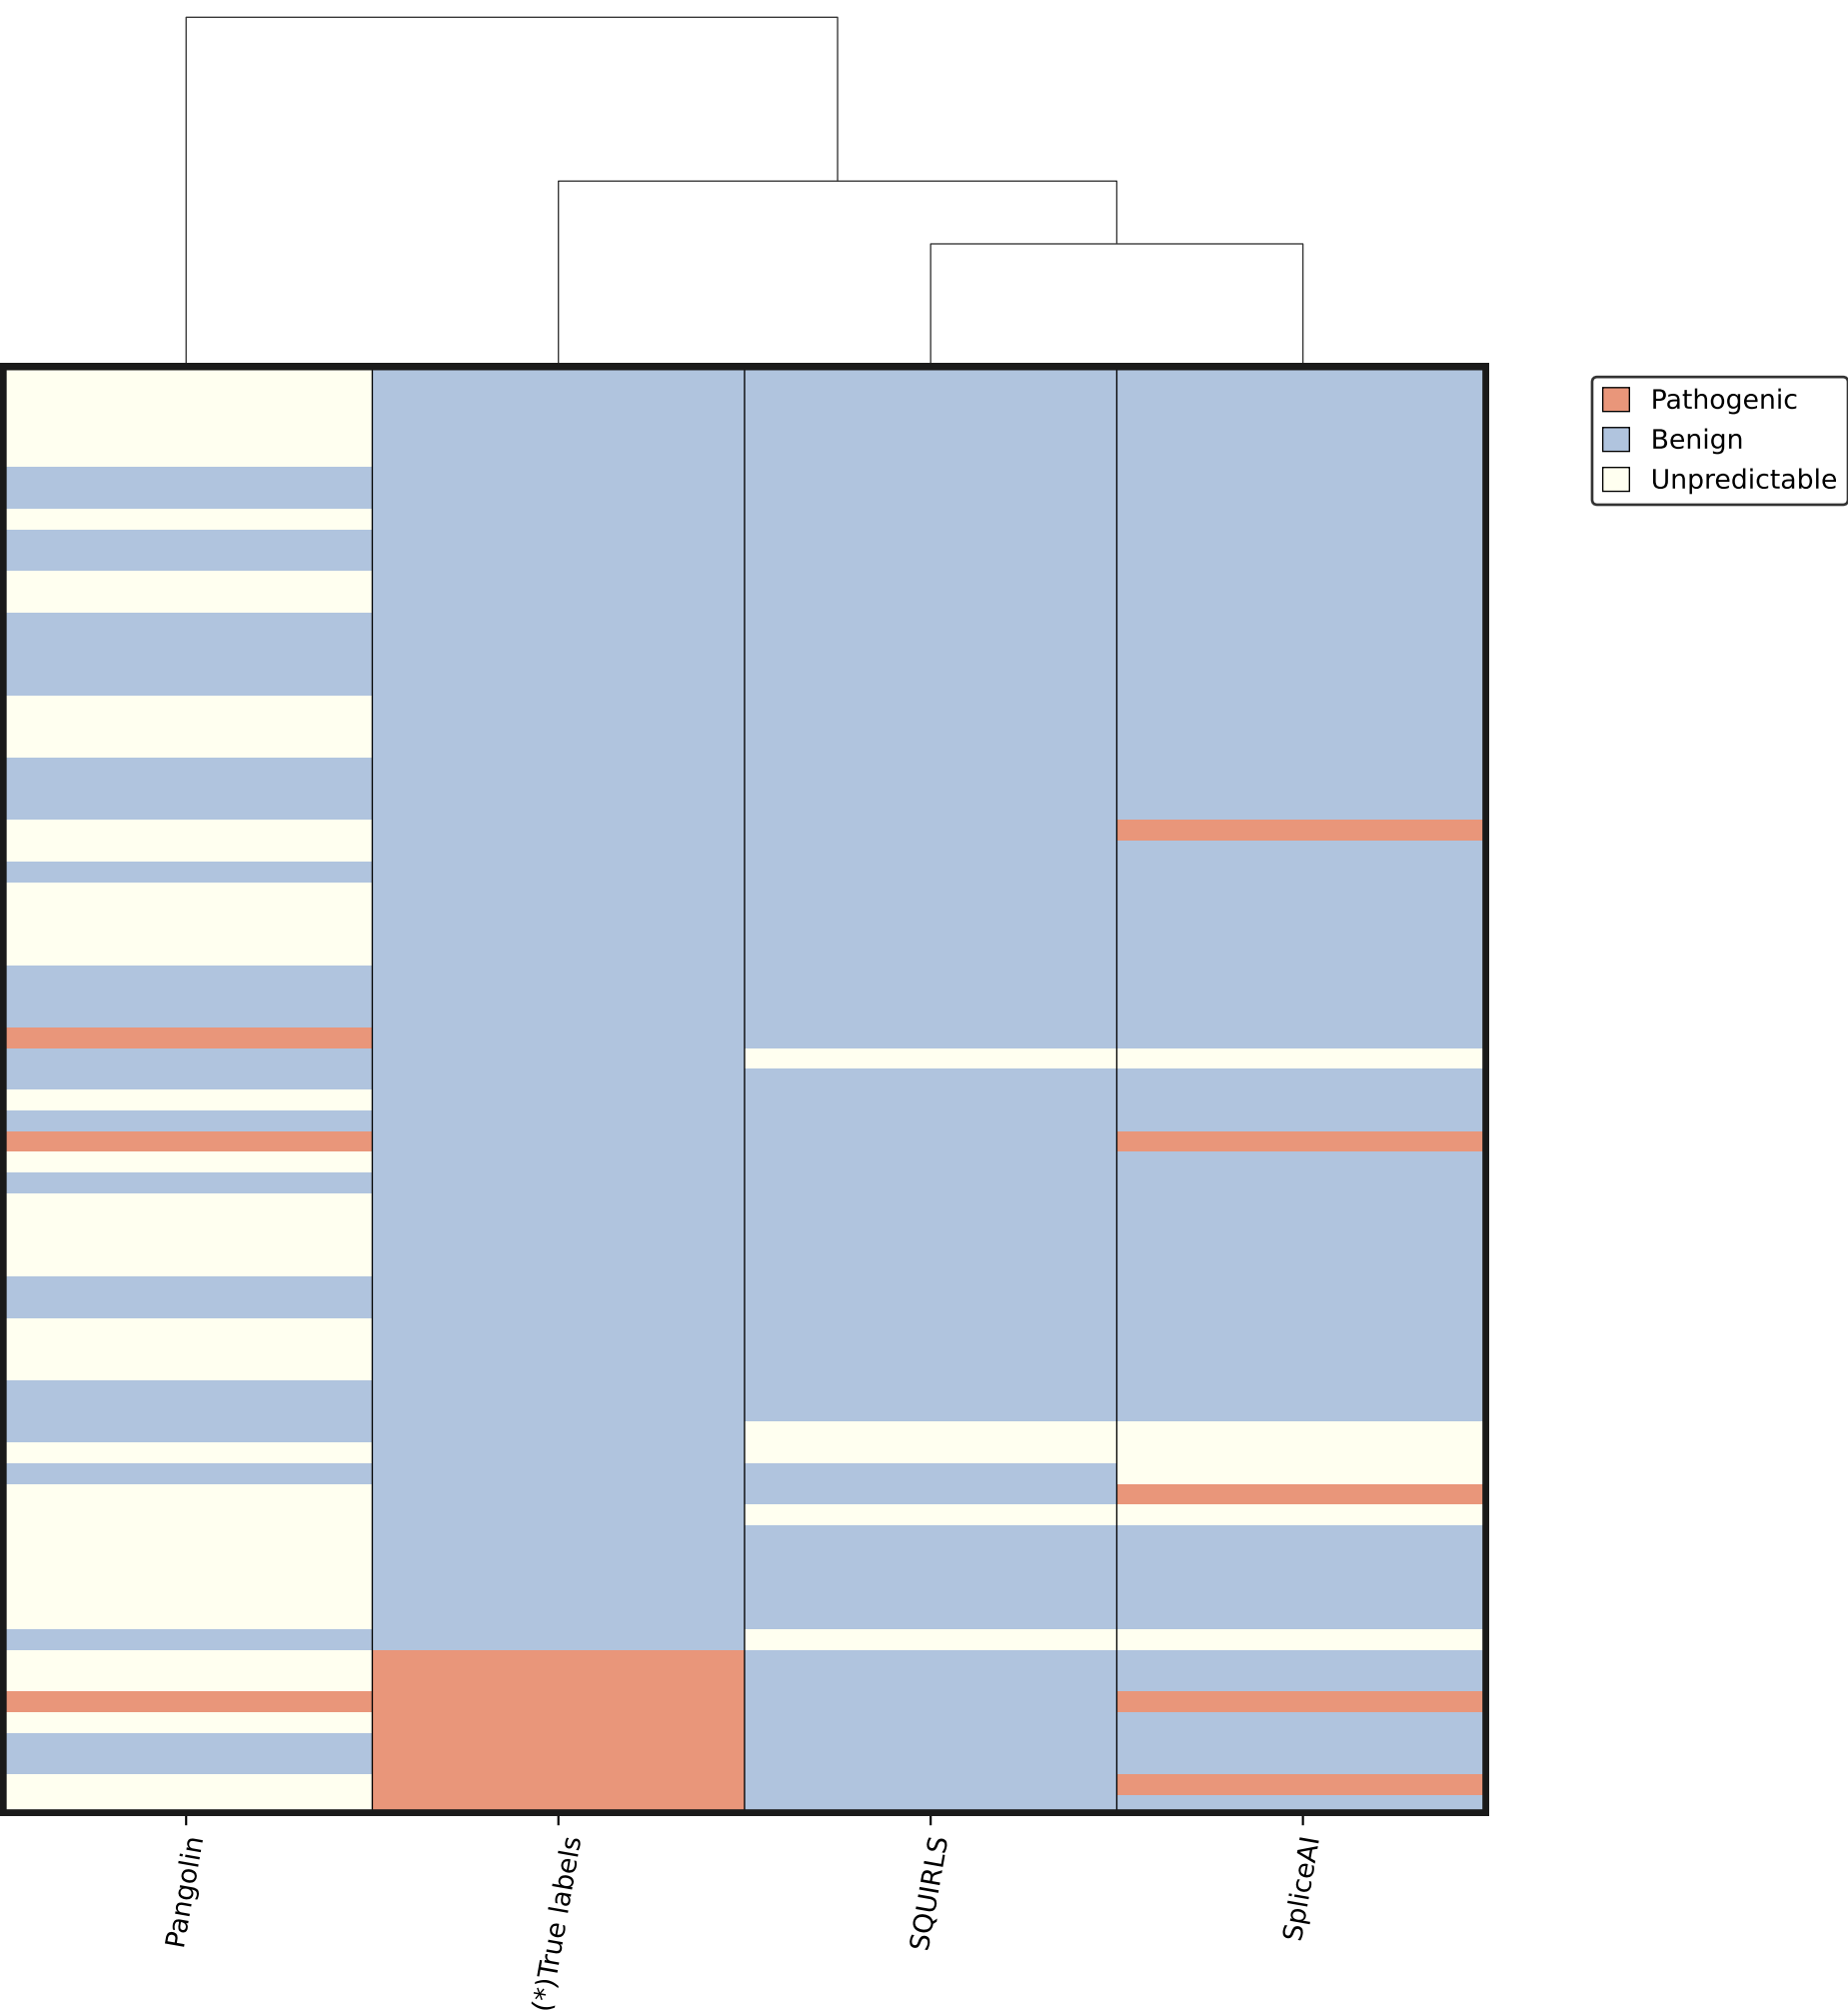 Pathogenic
Benign
Unpredictable
Pangolin
(*)True labels
SQUIRLS
SpliceAI